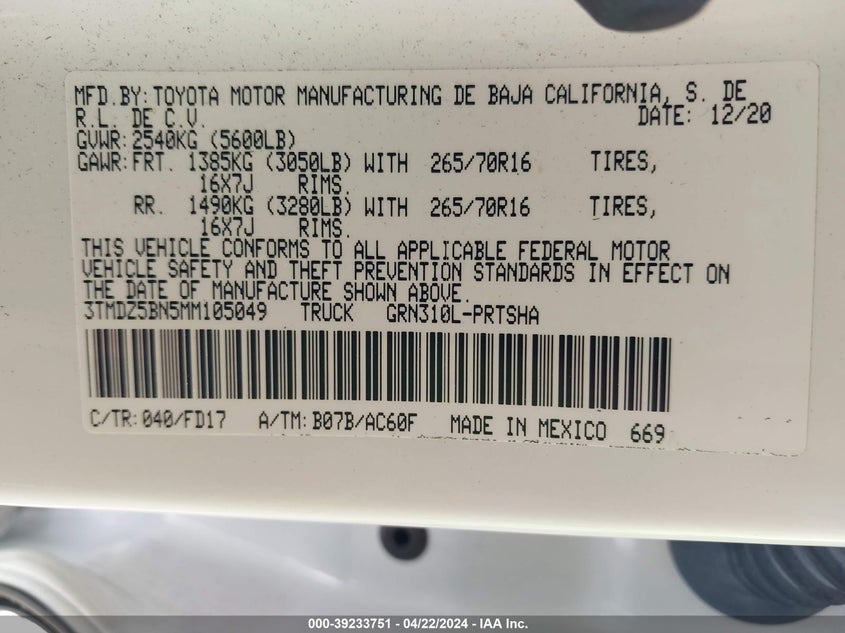 MFD.BY:TOYOTA MOTOR MANUFACTURING DE BAJA CALIFORNIA, S. DE
R.L. DE C.V. DATE: 12/20
GVWR:2540KG (5600LB)
GAWR:FRT. 1385KG (3050LB) WITH 265/70R16 TIRES,
16X7J RIMS.
RR. 1490KG (3280LB) WITH 265/70R16 TIRES,
16X7J RIMS.
THIS VEHICLE CONFORMS TO ALL APPLICABLE FEDERAL MOTOR
VEHICLE SAFETY AND THEFT PREVENTION STANDARDS IN EFFECT ON
THE DATE OF MANUFACTURE SHOWN ABOVE.
3TMDZ5BN5MM105049 TRUCK GRN310L-PRTSHA
C/TR:040/FD17 A/TM:B07B/AC60F MADE IN MEXICO 669
000-39233751 - 04/22/2024 - IAA Inc.